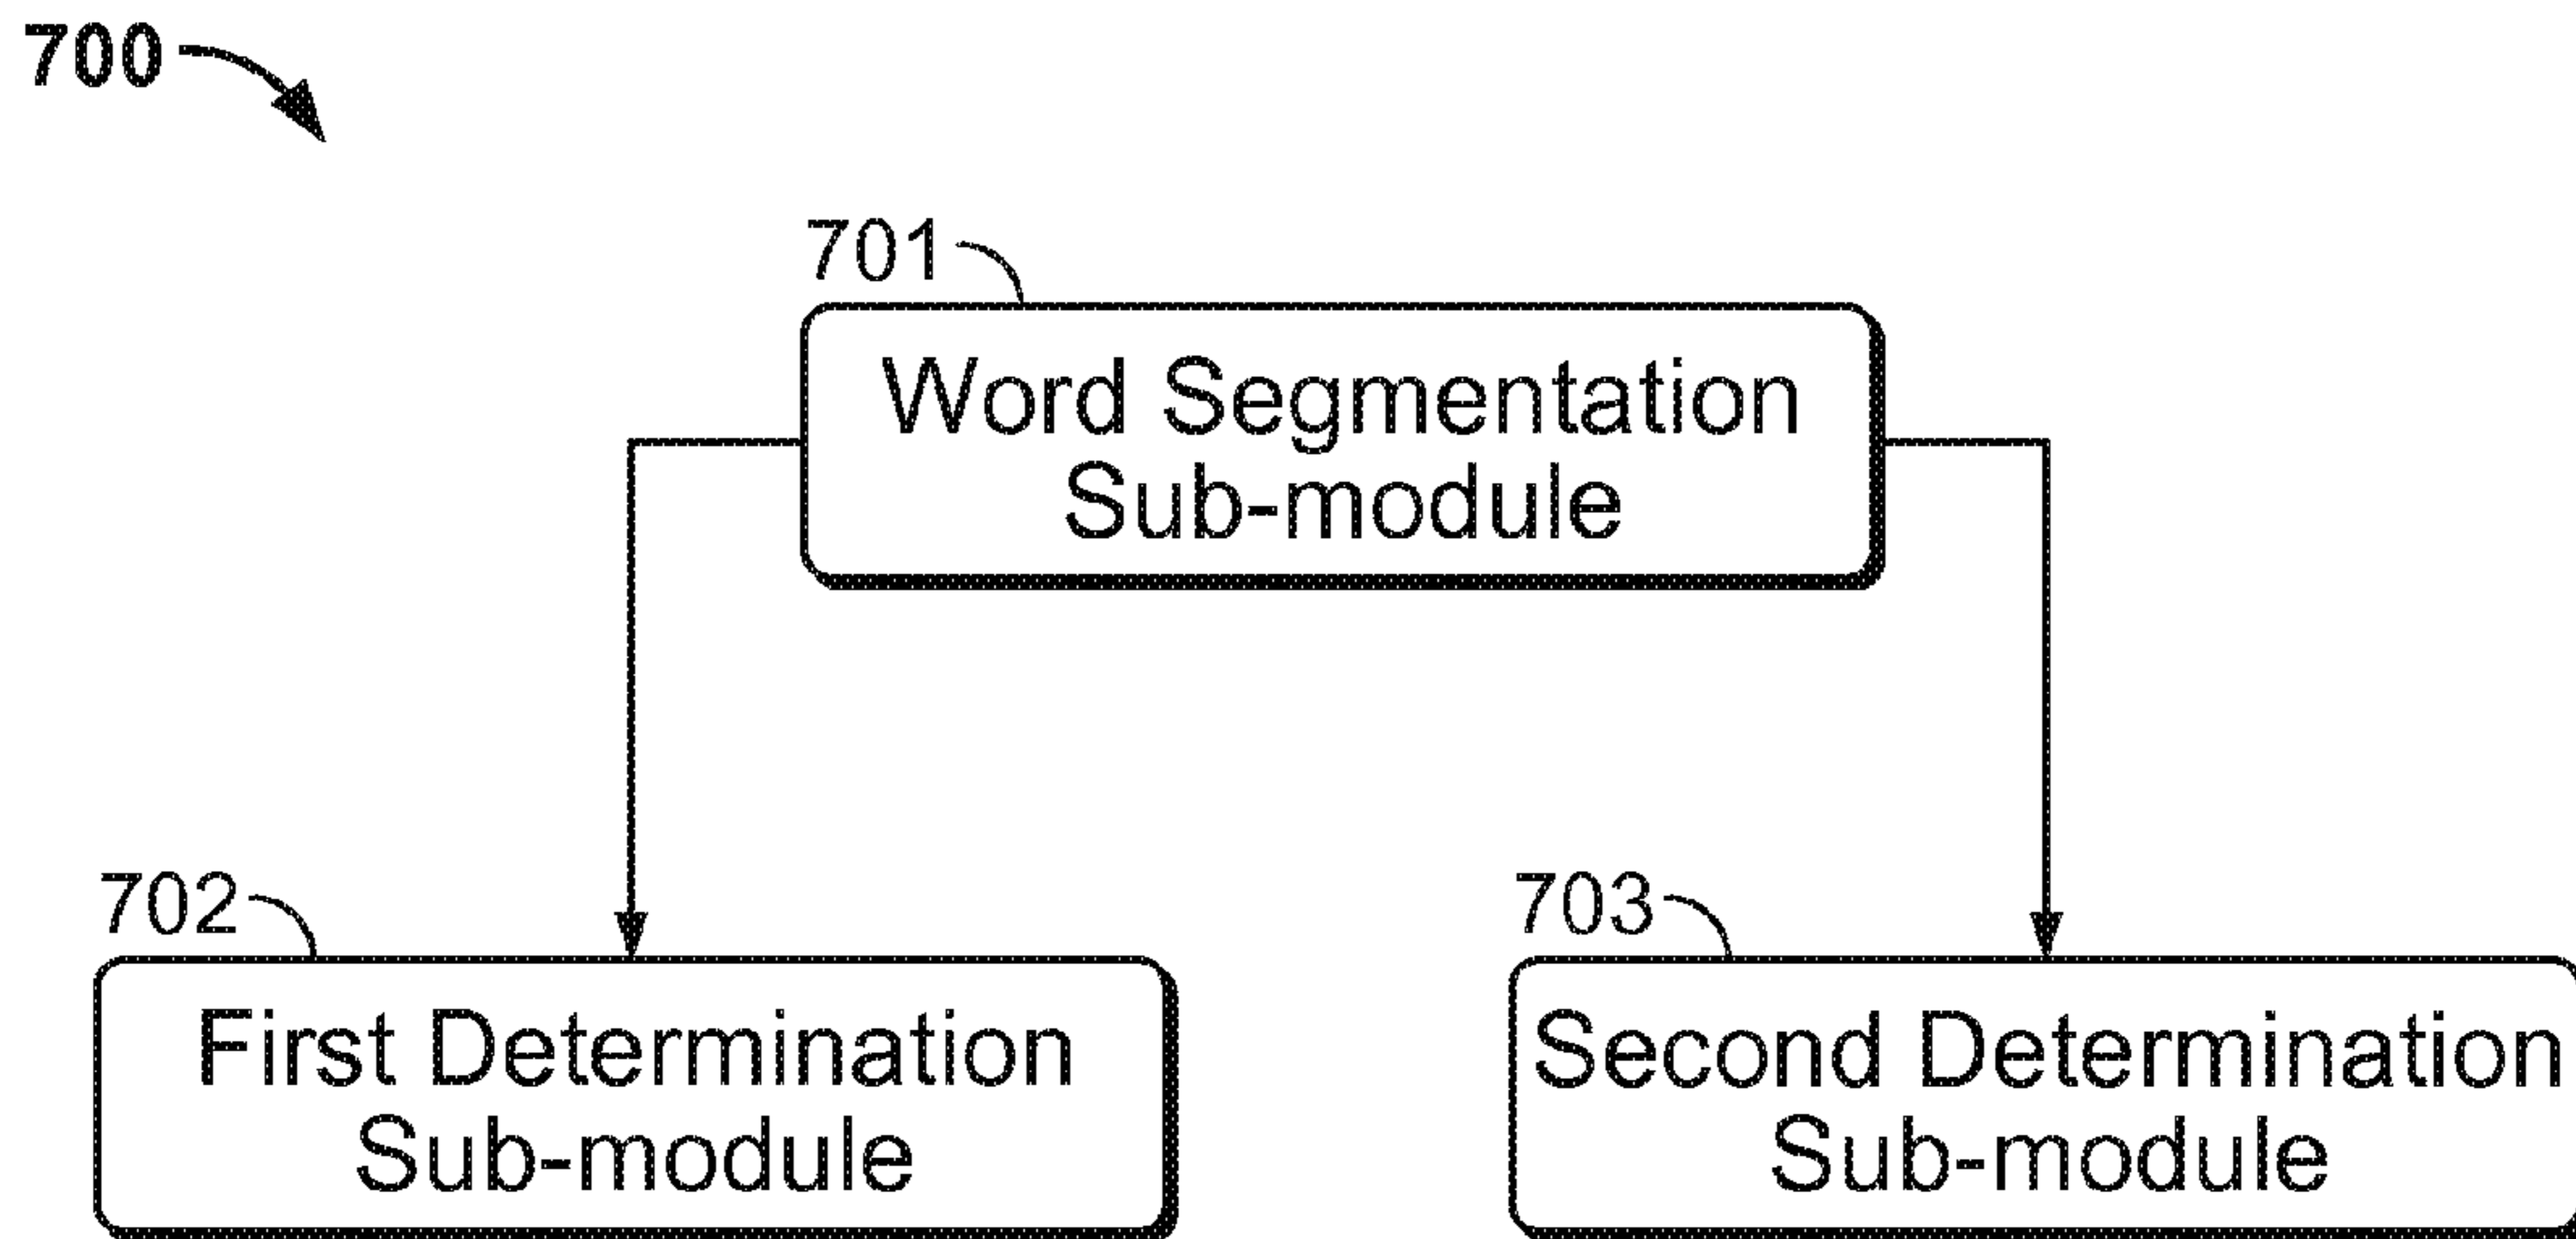 700
701
Word Segmentation
Sub-module
702
First Determination
Sub-module
703
Second Determination
Sub-module